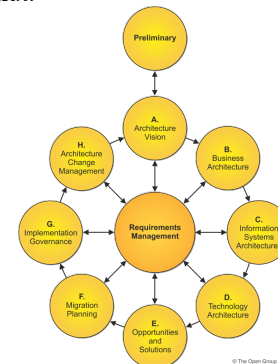 Preliminary
A.
Architecture
Vision
B.
Business
Architecture
C.
Information
Systems
Architecture
D.
Technology
Architecture
E.
Opportunities
and
Solutions
F.
Migration
Planning
G.
Implementation
Governance
H.
Architecture
Change
Management
Requirements
Management
© The Open Group